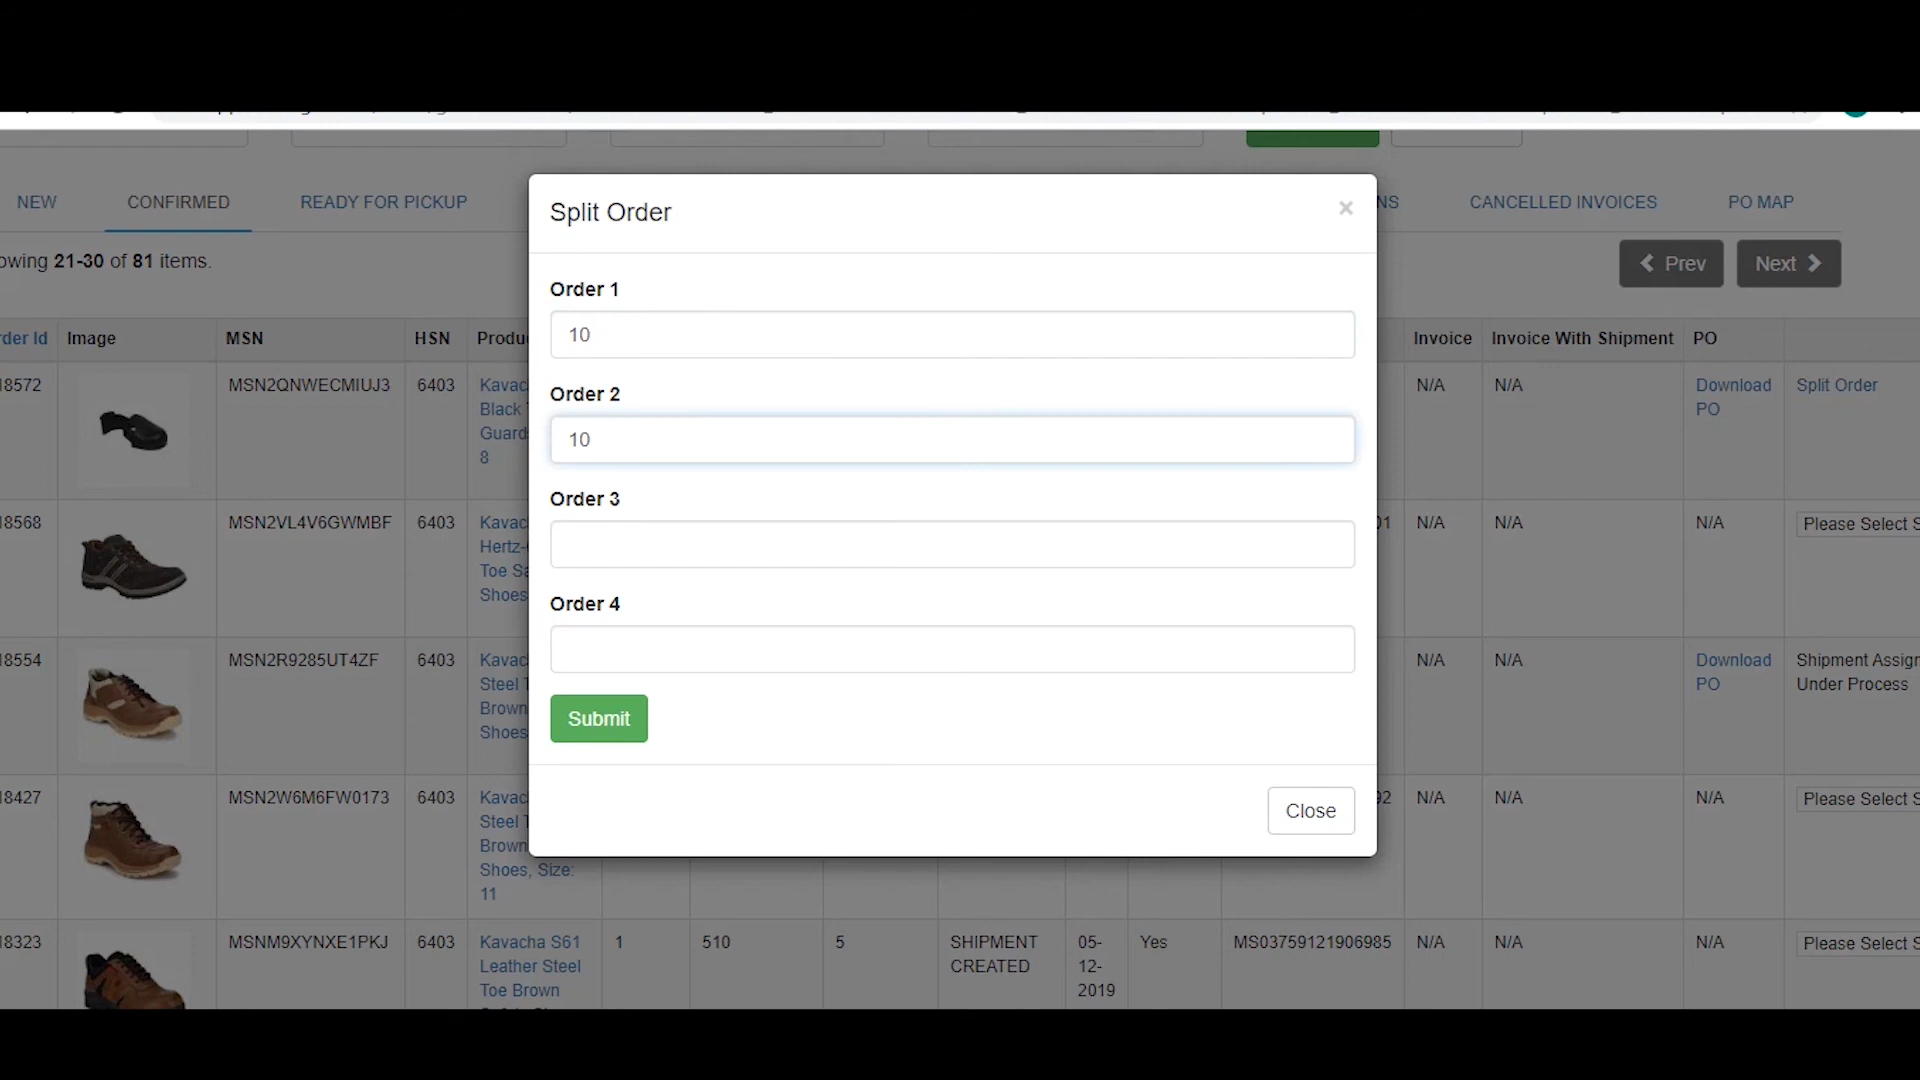 NEW CONFIRMED READY FOR PICKUP NS CANCELLED INVOICES PO MAP
owing 21-30 of 81 items.
Prev Next
Split Order
×
Order 1
10
Order 2
10
Order 3
Order 4
Submit
Close
der Id Image MSN HSN Produ Invoice Invoice With Shipment PO
18572 MSN2QNWECMIUJ3 6403 Kavac N/A N/A Download Split Order
Black PO
Guard
8
18568 MSN2VL4V6GWMBF 6403 Kavac 01 N/A N/A N/A Please Select S
Hertz-
Toe Sa
Shoes
18554 MSN2R9285UT4ZF 6403 Kavac N/A N/A Download Shipment Assign
Steel T PO Under Process
Brown
Shoes
18427 MSN2W6M6FW0173 6403 Kavac 92 N/A N/A N/A Please Select S
Steel T
Brown
Shoes, Size:
11
18323 MSNM9XYNXE1PKJ 6403 Kavacha S61 1 510 5 SHIPMENT 05- Yes MS03759121906985 N/A N/A N/A Please Select S
Leather Steel CREATED 12-
Toe Brown 2019